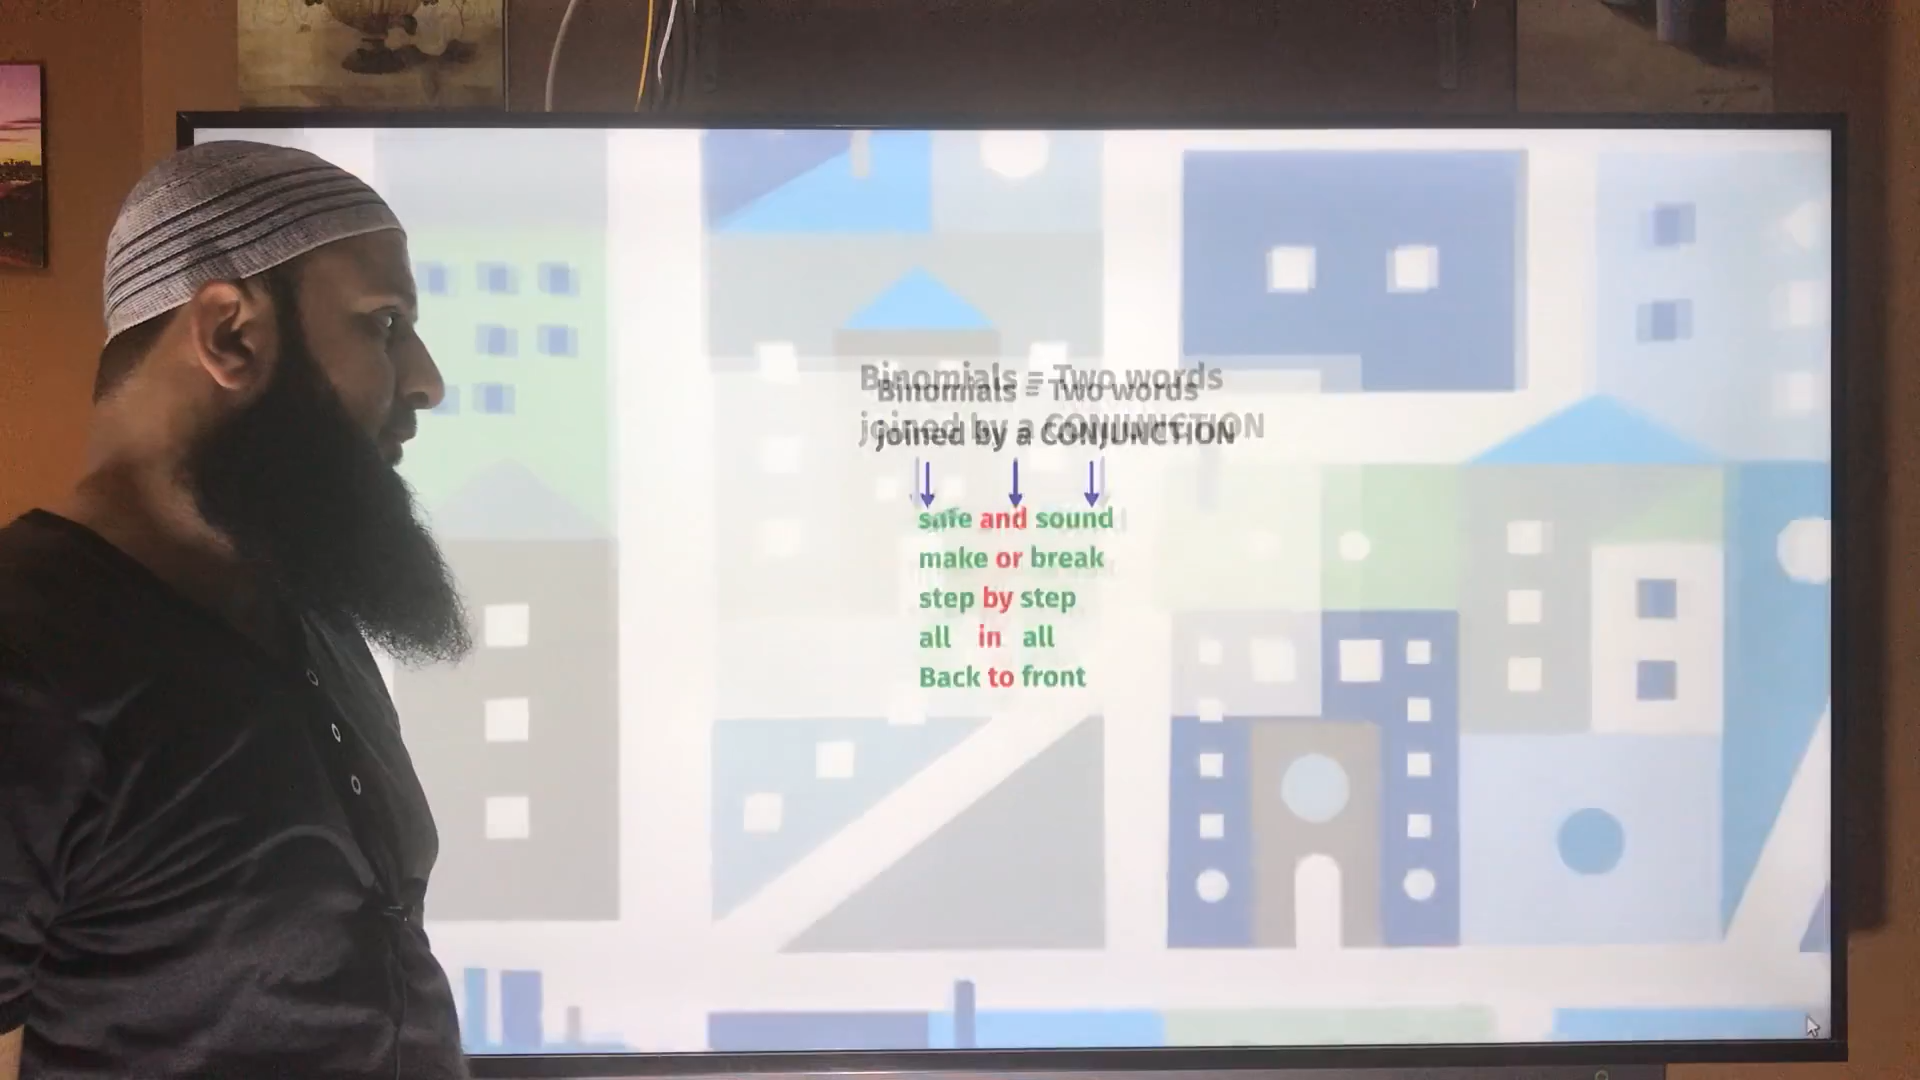 Binomials = Two words
joined by a CONJUNCTION
safe and sound
make or break
step by step
all in all
Back to front